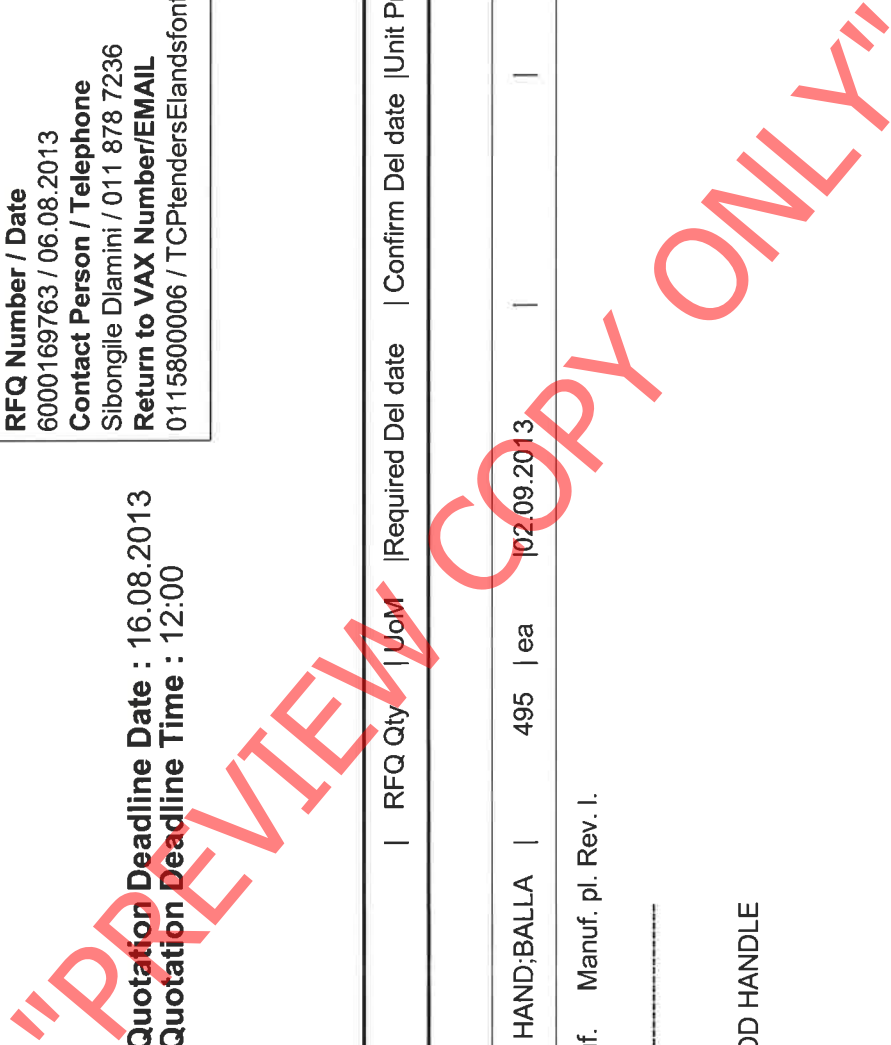 RFQ Number / Date
6000169763 / 06.08.2013
Contact Person / Telephone
Sibongile Dlamini / 011 878 7236
Return to VAX Number/EMAIL
0115800006 / TCPtendersElandsfont
Quotation Deadline Date : 16.08.2013
Quotation Deadline Time : 12:00
| RFQ Qty | UoM |Required Del date | Confirm Del date |Unit Pr
HAND;BALLA | 495 | ea |02.09.2013 | |
Manuf. pl. Rev. I.
----------------------
HANDLE
"PREVIEW COPY ONLY"